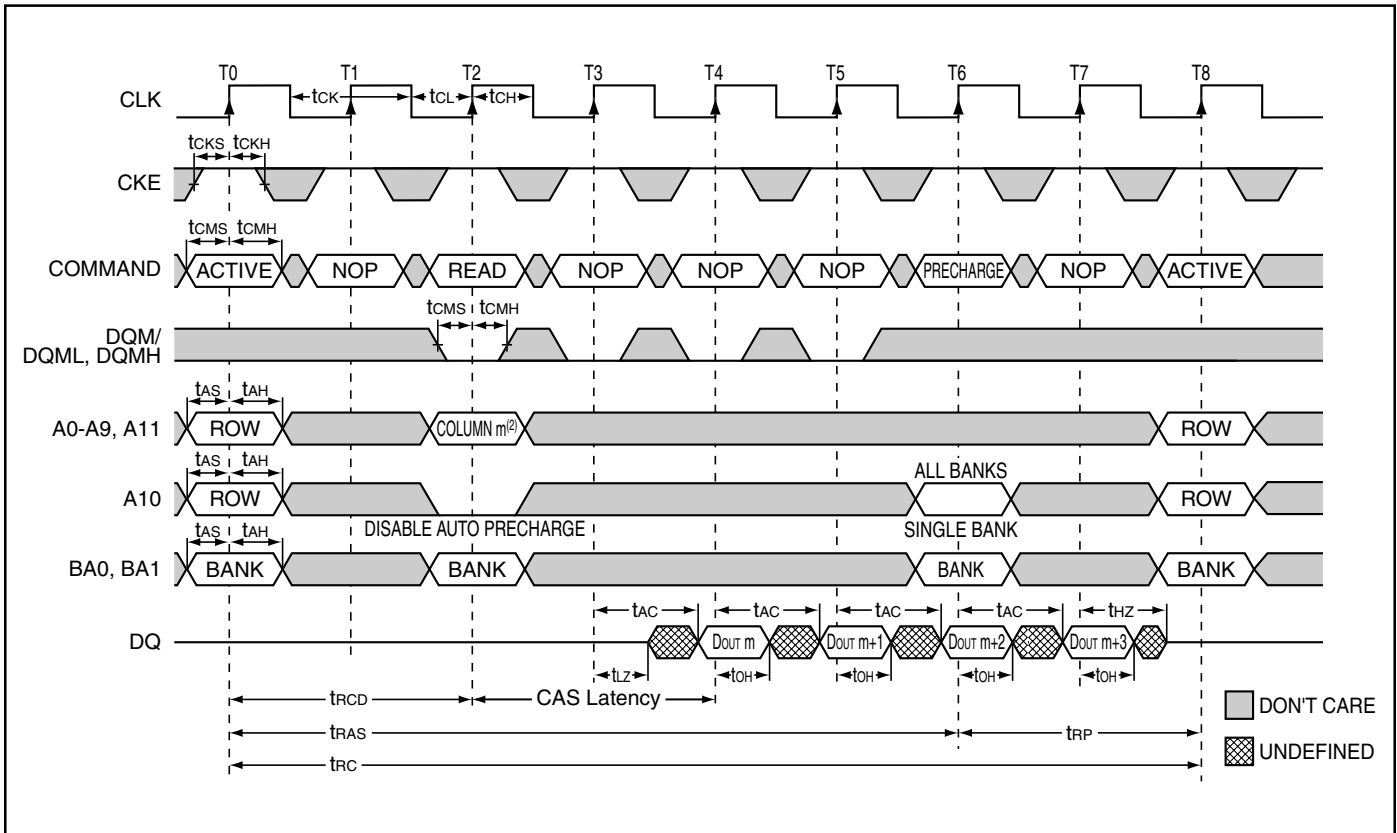 T0 T1 T2 T3 T4 T5 T6 T7 T8
CLK tCK tCL tCH
tCKS tCKH
CKE
tCMS tCMH
COMMAND ACTIVE NOP READ NOP NOP NOP PRECHARGE NOP ACTIVE
tCMS tCMH
DQM/
DQML, DQMH
tAS tAH
A0-A9, A11 ROW COLUMN m(2) ROW
tAS tAH ALL BANKS
A10 ROW ROW
DISABLE AUTO PRECHARGE SINGLE BANK
tAS tAH
BA0, BA1 BANK BANK BANK BANK
tAC tAC tAC tAC tHZ
DQ DOUT m DOUT m+1 DOUT m+2 DOUT m+3
tLZ tOH tOH tOH tOH
tRCD CAS Latency
DON'T CARE
tRAS tRP
UNDEFINED
tRC